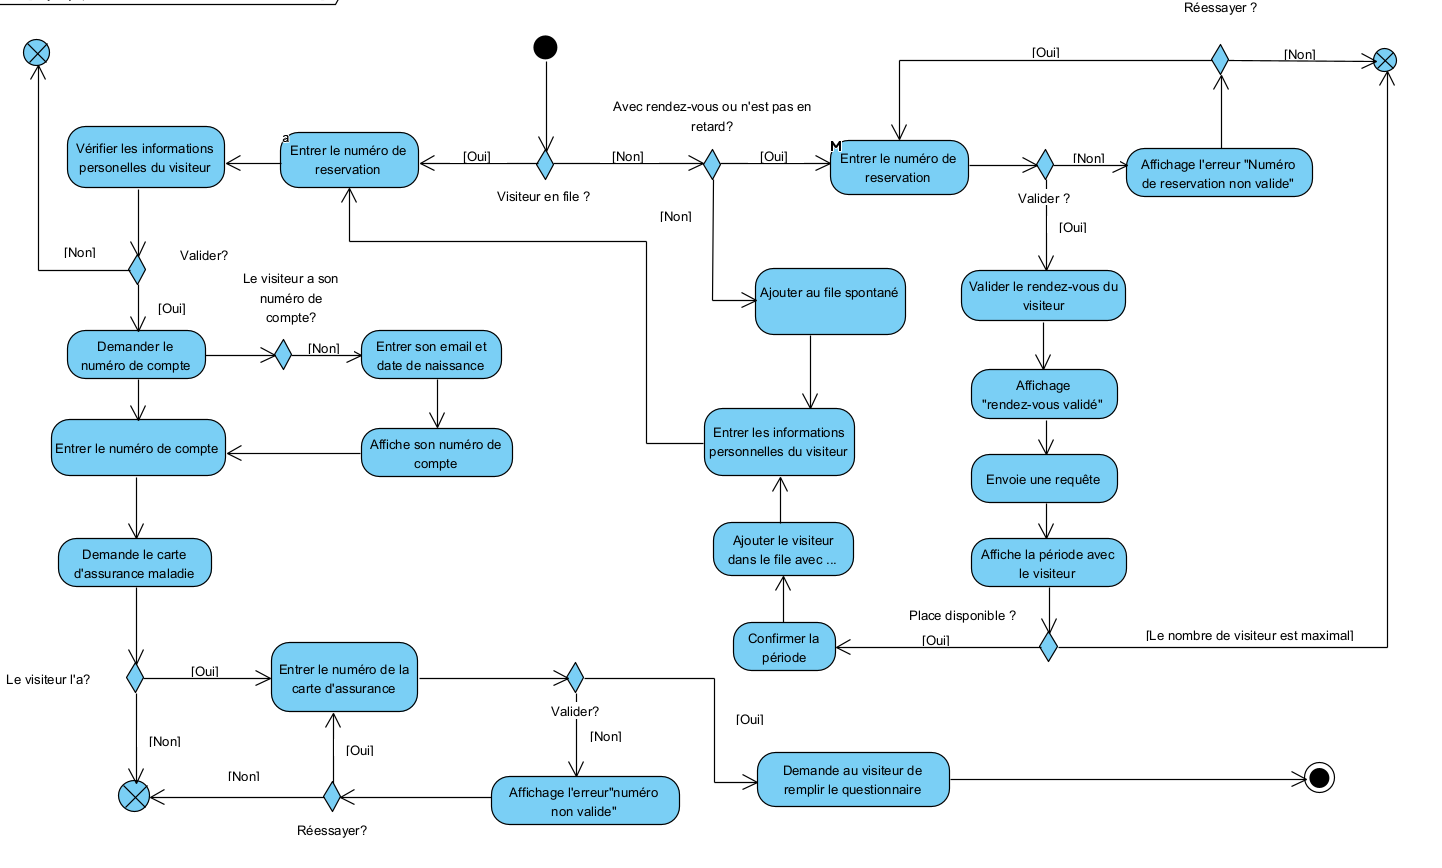 Réessayer ?
[Oui]
[Non]
Avec rendez-vous ou n'est pas en
retard?
a
Vérifier les informations
personelles du visiteur
Entrer le numéro de
reservation
[Oui]
[Non]
[Oui]
M
Entrer le numéro de
reservation
[Non]
Affichage l'erreur "Numéro
de reservation non valide"
Visiteur en file ?
Valider ?
[Non]
[Oui]
[Non]
Valider?
Le visiteur a son
numéro de
compte?
Ajouter au file spontané
Valider le rendez-vous du
visiteur
[Oui]
Demander le
numéro de compte
[Non]
Entrer son email et
date de naissance
Affichage
"rendez-vous validé"
Entrer le numéro de compte
Affiche son numéro de
compte
Entrer les informations
personnelles du visiteur
Envoie une requête
Demande le carte
d'assurance maladie
Ajouter le visiteur
dans le file avec ...
Affiche la période avec
le visiteur
Place disponible ?
[Oui]
[Le nombre de visiteur est maximal]
Confirmer la
période
Le visiteur l'a?
[Oui]
Entrer le numéro de la
carte d'assurance
Valider?
[Oui]
[Non]
[Non]
[Oui]
[Non]
Affichage l'erreur"numéro
non valide"
Demande au visiteur de
remplir le questionnaire
Réessayer?